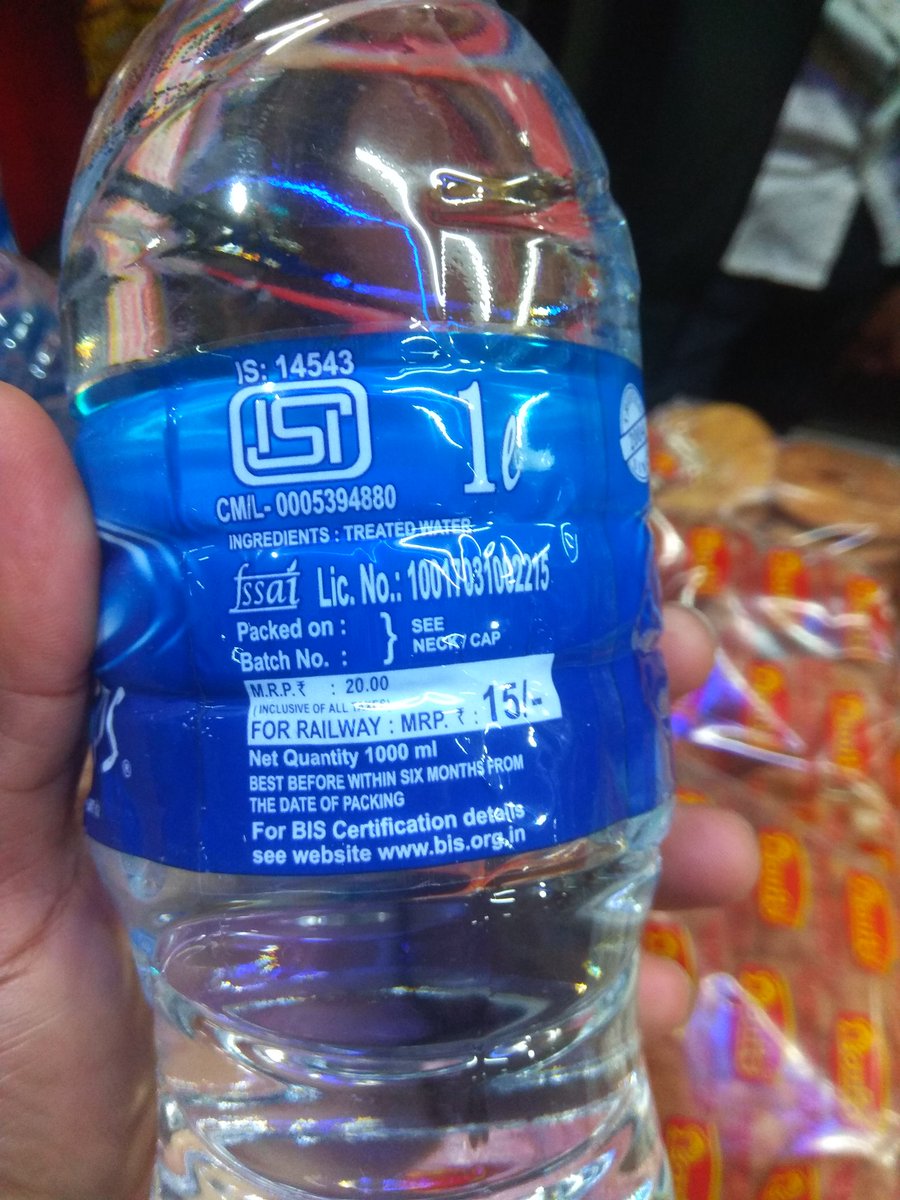 IS: 14543
ISI
1ℓ
CM/L- 0005394880
INGREDIENTS : TREATED WATER
fssai Lic. No.: 10017031002215
Packed on :
Batch No. :
} SEE
NECK / CAP
M.R.P.₹ : 20.00
(INCLUSIVE OF ALL TAXES)
FOR RAILWAY : MRP. ₹ : 15/-
Net Quantity 1000 ml
BEST BEFORE WITHIN SIX MONTHS FROM
THE DATE OF PACKING
For BIS Certification details
see website www.bis.org.in